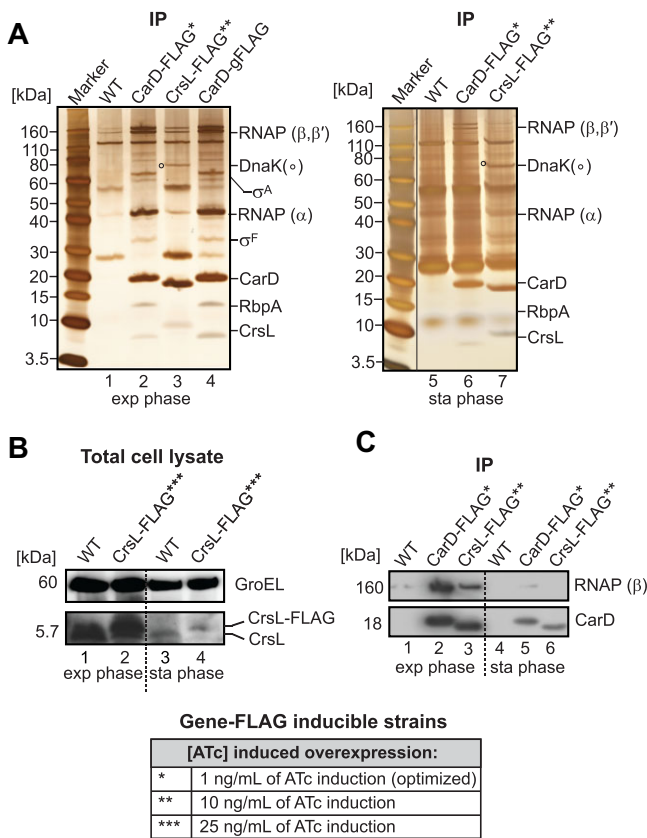 A
IP
[kDa]
Marker
WT
CarD-FLAG*
CrsL-FLAG**
CarD-gFLAG
160
110
80
60
50
40
30
20
15
10
3.5
RNAP (β,β′)
DnaK(∘)
σᴬ
RNAP (α)
σᶠ
CarD
RbpA
CrsL
1 2 3 4
exp phase
IP
[kDa]
Marker
WT
CarD-FLAG*
CrsL-FLAG**
160
110
80
60
50
40
30
20
15
10
3.5
RNAP (β,β′)
DnaK(∘)
RNAP (α)
CarD
RbpA
CrsL
5 6 7
sta phase
B
Total cell lysate
[kDa]
WT
CrsL-FLAG***
WT
CrsL-FLAG***
60
GroEL
5.7
CrsL-FLAG
CrsL
1 2 3 4
exp phase sta phase
C
IP
[kDa]
WT
CarD-FLAG*
CrsL-FLAG**
WT
CarD-FLAG*
CrsL-FLAG**
160
RNAP (β)
18
CarD
1 2 3 4 5 6
exp phase sta phase
Gene-FLAG inducible strains
[ATc] induced overexpression:
* 1 ng/mL of ATc induction (optimized)
** 10 ng/mL of ATc induction
*** 25 ng/mL of ATc induction